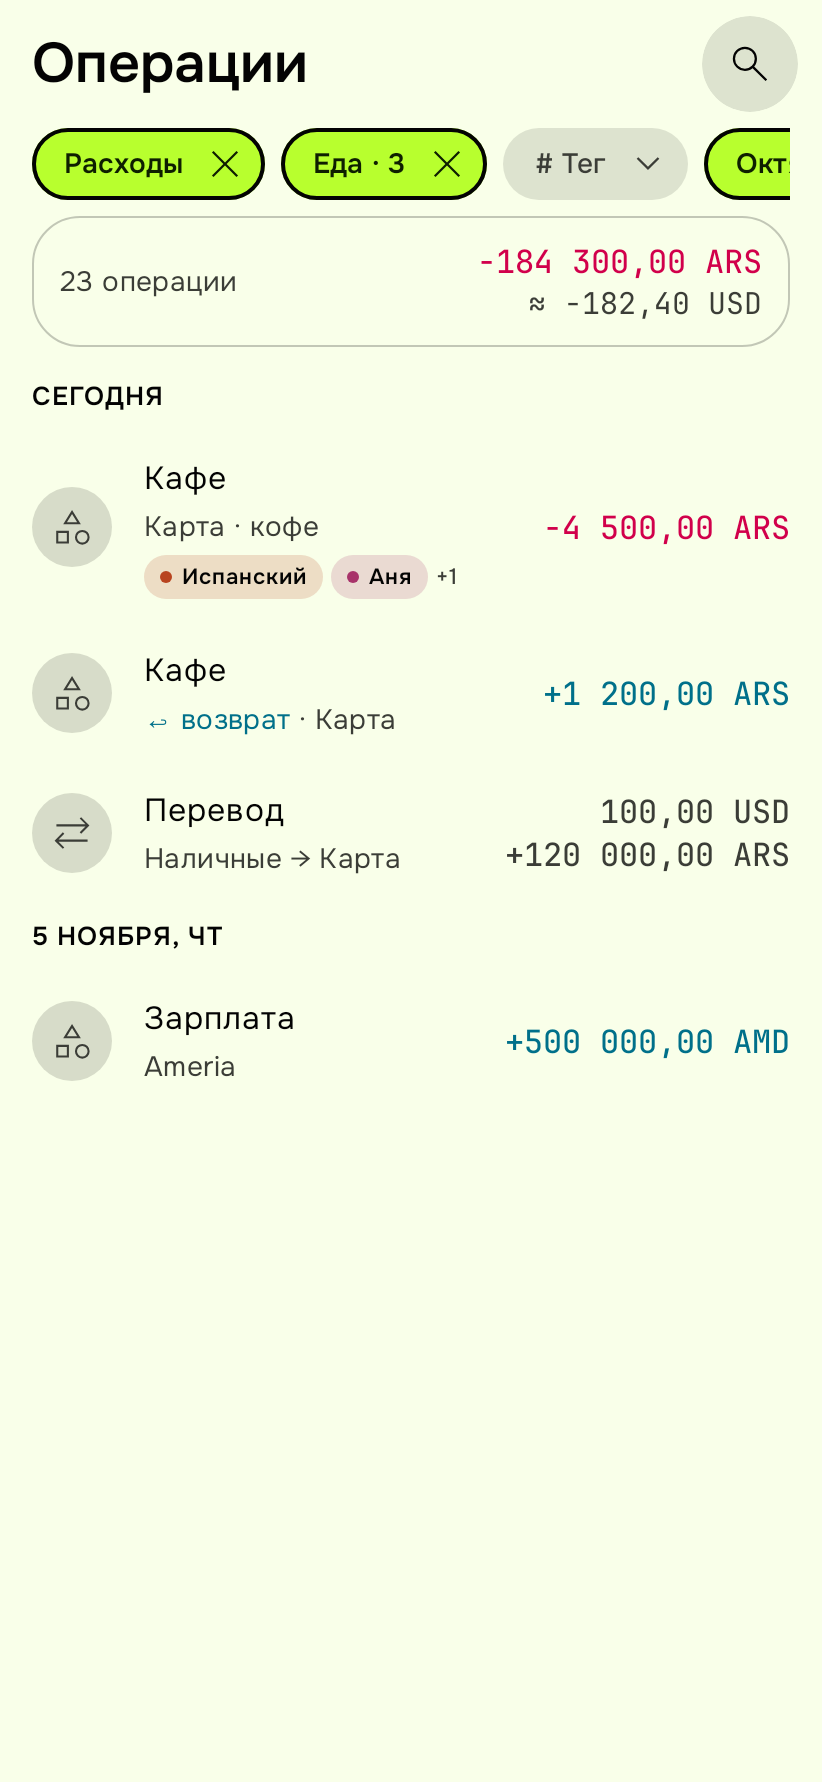 Операции
Расходы
Еда · 3
# Тег
Окт
23 операции
-184 300,00 ARS
≈ -182,40 USD
СЕГОДНЯ
Кафе
Карта · кофе
-4 500,00 ARS
Испанский
Аня
+1
Кафе
+1 200,00 ARS
↩ возврат · Карта
Перевод
100,00 USD
Наличные → Карта
+120 000,00 ARS
5 НОЯБРЯ, ЧТ
Зарплата
+500 000,00 AMD
Ameria